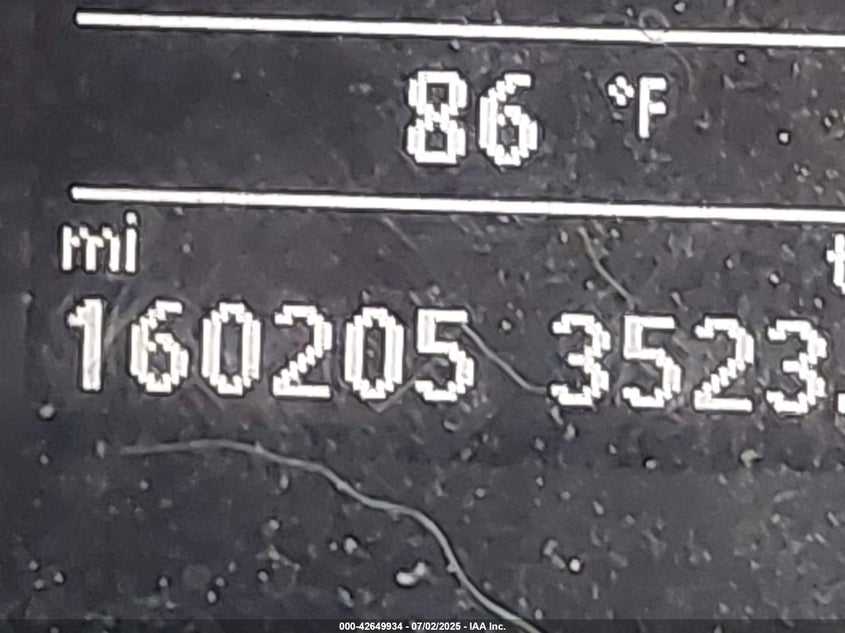 86 °F
mi t
160205 3523.
000-42649934 - 07/02/2025 - IAA Inc.